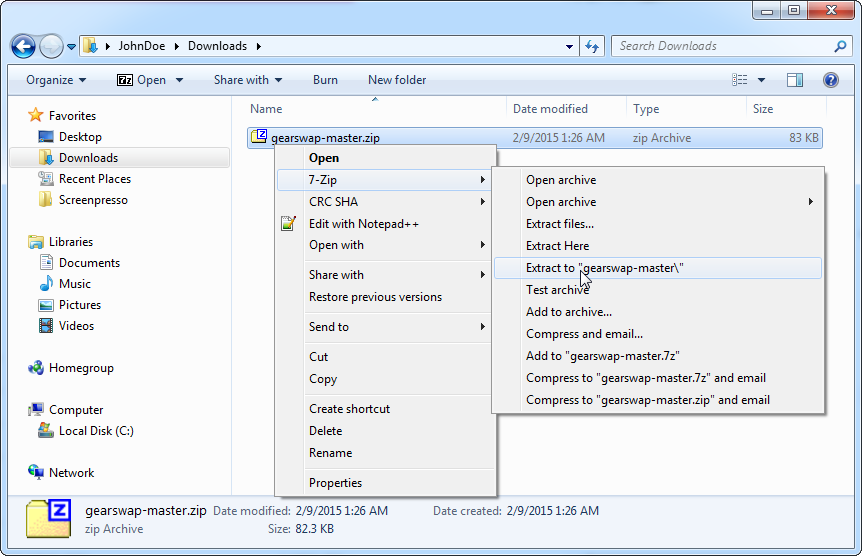 JohnDoe Downloads
Search Downloads
Organize 7z Open Share with Burn New folder
Name Date modified Type Size
Favorites
Desktop
Downloads
Recent Places
Screenpresso
Libraries
Documents
Music
Pictures
Videos
Homegroup
Computer
Local Disk (C:)
Network
Z gearswap-master.zip 2/9/2015 1:26 AM zip Archive 83 KB
Open
7-Zip
CRC SHA
Edit with Notepad++
Open with
Share with
Restore previous versions
Send to
Cut
Copy
Create shortcut
Delete
Rename
Properties
Open archive
Open archive
Extract files...
Extract Here
Extract to "gearswap-master\"
Test archive
Add to archive...
Compress and email...
Add to "gearswap-master.7z"
Compress to "gearswap-master.7z" and email
Compress to "gearswap-master.zip" and email
Z
gearswap-master.zip Date modified: 2/9/2015 1:26 AM Date created: 2/9/2015 1:26 AM
zip Archive Size: 82.3 KB